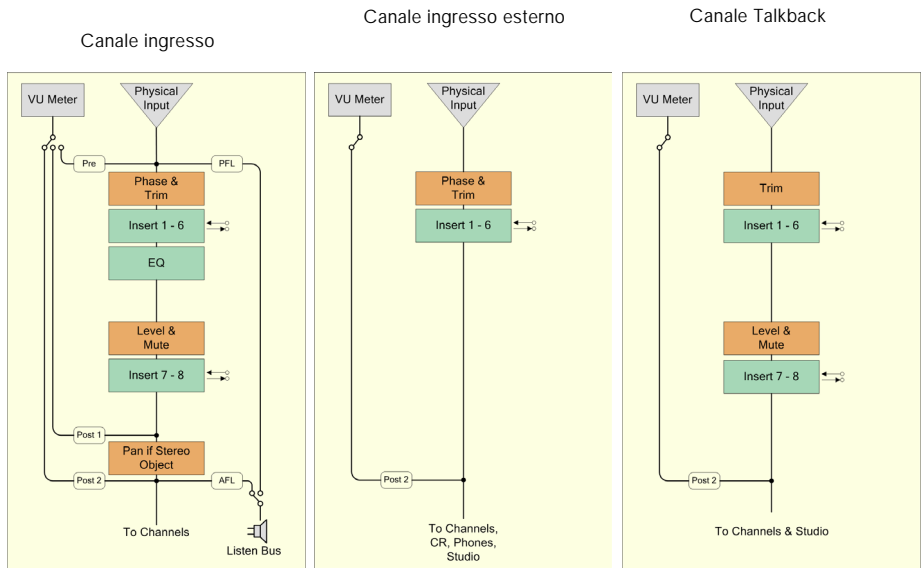 Canale ingresso
Canale ingresso esterno
Canale Talkback
VU Meter
Physical
Input
Pre
PFL
Phase &
Trim
Insert 1 - 6
EQ
Level &
Mute
Insert 7 - 8
Post 1
Pan if Stereo
Object
Post 2
AFL
To Channels
Listen Bus
VU Meter
Physical
Input
Phase &
Trim
Insert 1 - 6
Post 2
To Channels,
CR, Phones,
Studio
VU Meter
Physical
Input
Trim
Insert 1 - 6
Level &
Mute
Insert 7 - 8
Post 2
To Channels & Studio